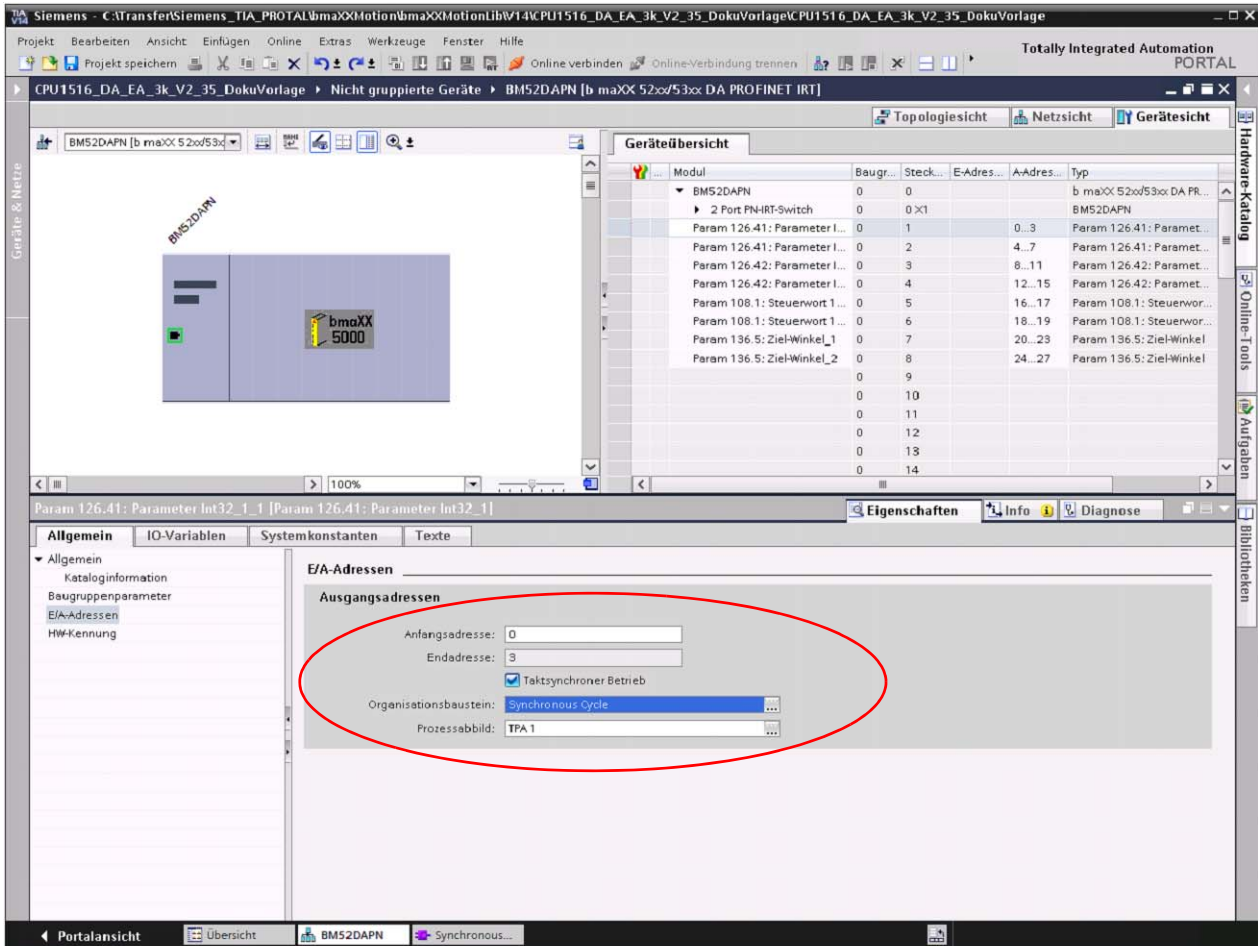 Siemens - C:\Transfer\Siemens_TIA_PROTAL\bmaXXMotion\bmaXXMotionLib\V14\CPU1516_DA_EA_3k_V2_35_DokuVorlage\CPU1516_DA_EA_3k_V2_35_DokuVorlage
Projekt Bearbeiten Ansicht Einfügen Online Extras Werkzeuge Fenster Hilfe
Totally Integrated Automation
PORTAL
Projekt speichern Online verbinden Online-Verbindung trennen
CPU1516_DA_EA_3k_V2_35_DokuVorlage Nicht gruppierte Geräte BM52DAPN [b maXX 52xx/53xx DA PROFINET IRT]
Topologiesicht Netzsicht Gerätesicht
BM52DAPN [b maXX 52xx/53x
Geräteübersicht
Modul Baugr... Steck... E-Adres... A-Adres... Typ
BM52DAPN 0 0 b maXX 52xx/53xx DA PR...
2 Port PN-IRT-Switch 0 0 X1 BM52DAPN
Param 126.41: Parameter I... 0 1 0...3 Param 126.41: Paramet...
Param 126.41: Parameter I... 0 2 4...7 Param 126.41: Paramet...
Param 126.42: Parameter I... 0 3 8...11 Param 126.42: Paramet...
Param 126.42: Parameter I... 0 4 12...15 Param 126.42: Paramet...
Param 108.1: Steuerwort 1... 0 5 16...17 Param 108.1: Steuerwor...
Param 108.1: Steuerwort 1... 0 6 18...19 Param 108.1: Steuerwor...
Param 136.5: Ziel-Winkel_1 0 7 20...23 Param 136.5: Ziel-Winkel
Param 136.5: Ziel-Winkel_2 0 8 24...27 Param 136.5: Ziel-Winkel
0 9
0 10
0 11
0 12
0 13
0 14
BM52DAPN
bmaXX
5000
100%
Geräte & Netze
Hardware-Katalog
Online-Tools
Aufgaben
Bibliotheken
Param 126.41: Parameter Int32_1_1 [Param 126.41: Parameter Int32_1]
Eigenschaften Info Diagnose
Allgemein IO-Variablen Systemkonstanten Texte
Allgemein
Kataloginformation
Baugruppenparameter
E/A-Adressen
HW-Kennung
E/A-Adressen
Ausgangsadressen
Anfangsadresse: 0
Endadresse: 3
Taktsynchroner Betrieb
Organisationsbaustein: Synchronous Cycle ...
Prozessabbild: TPA 1 ...
Portalansicht Übersicht BM52DAPN Synchronous...